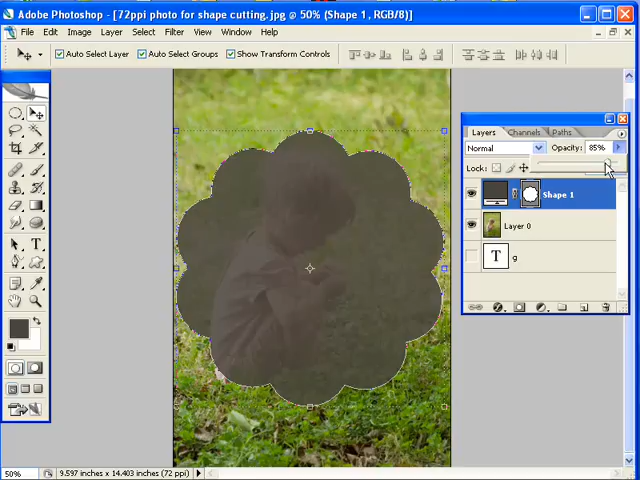 Adobe Photoshop - [72ppi photo for shape cutting.jpg @ 50% (Shape 1, RGB/8)]
File Edit Image Layer Select Filter View Window Help
Auto Select Layer Auto Select Groups Show Transform Controls
Layers Channels Paths
Normal Opacity: 85%
Lock:
Shape 1
Layer 0
T g
T
50% 9.597 inches x 14.403 inches (72 ppi)